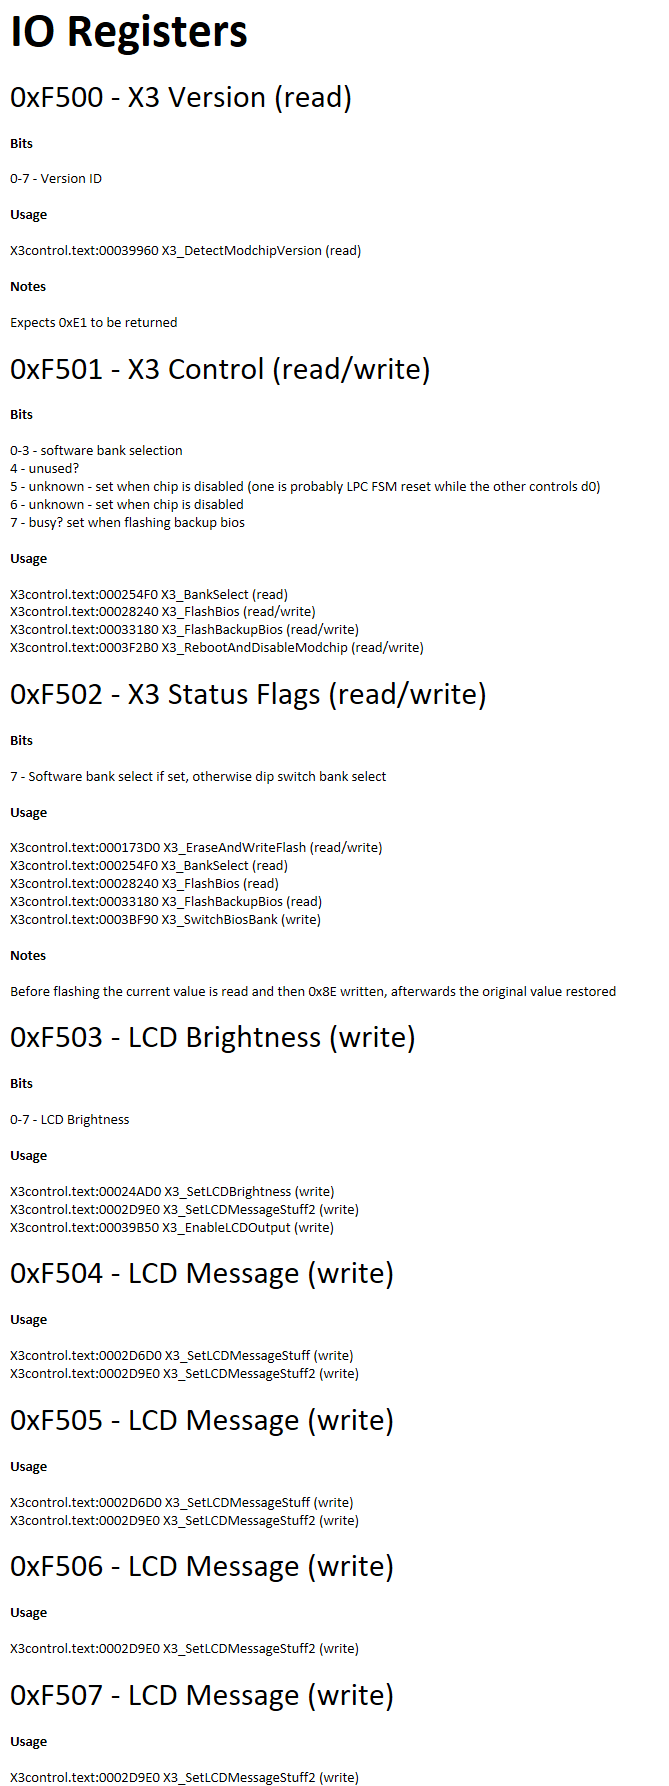 IO Registers
0xF500 - X3 Version (read)
Bits
0-7 - Version ID
Usage
X3control.text:00039960 X3_DetectModchipVersion (read)
Notes
Expects 0xE1 to be returned
0xF501 - X3 Control (read/write)
Bits
0-3 - software bank selection
4 - unused?
5 - unknown - set when chip is disabled (one is probably LPC FSM reset while the other controls d0)
6 - unknown - set when chip is disabled
7 - busy? set when flashing backup bios
Usage
X3control.text:000254F0 X3_BankSelect (read)
X3control.text:00028240 X3_FlashBios (read/write)
X3control.text:00033180 X3_FlashBackupBios (read/write)
X3control.text:0003F2B0 X3_RebootAndDisableModchip (read/write)
0xF502 - X3 Status Flags (read/write)
Bits
7 - Software bank select if set, otherwise dip switch bank select
Usage
X3control.text:000173D0 X3_EraseAndWriteFlash (read/write)
X3control.text:000254F0 X3_BankSelect (read)
X3control.text:00028240 X3_FlashBios (read)
X3control.text:00033180 X3_FlashBackupBios (read)
X3control.text:0003BF90 X3_SwitchBiosBank (write)
Notes
Before flashing the current value is read and then 0x8E written, afterwards the original value restored
0xF503 - LCD Brightness (write)
Bits
0-7 - LCD Brightness
Usage
X3control.text:00024AD0 X3_SetLCDBrightness (write)
X3control.text:0002D9E0 X3_SetLCDMessageStuff2 (write)
X3control.text:00039B50 X3_EnableLCDOutput (write)
0xF504 - LCD Message (write)
Usage
X3control.text:0002D6D0 X3_SetLCDMessageStuff (write)
X3control.text:0002D9E0 X3_SetLCDMessageStuff2 (write)
0xF505 - LCD Message (write)
Usage
X3control.text:0002D6D0 X3_SetLCDMessageStuff (write)
X3control.text:0002D9E0 X3_SetLCDMessageStuff2 (write)
0xF506 - LCD Message (write)
Usage
X3control.text:0002D9E0 X3_SetLCDMessageStuff2 (write)
0xF507 - LCD Message (write)
Usage
X3control.text:0002D9E0 X3_SetLCDMessageStuff2 (write)